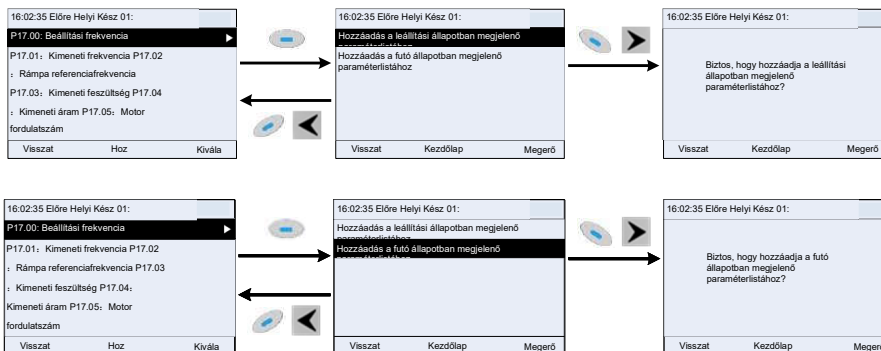 16:02:35 Előre Helyi Kész 01:
P17.00: Beállítási frekvencia
P17.01: Kimeneti frekvencia P17.02
: Rámpa referenciafrekvencia
P17.03: Kimeneti feszültség P17.04
: Kimeneti áram P17.05: Motor
fordulatszám
Visszat Hoz Kivála
16:02:35 Előre Helyi Kész 01:
Hozzáadás a leállítási állapotban megjelenő
paraméterlistához
Hozzáadás a futó állapotban megjelenő
paraméterlistához
Visszat Kezdőlap Megerő
16:02:35 Előre Helyi Kész 01:
Biztos, hogy hozzáadja a leállítási
állapotban megjelenő
paraméterlistához?
Visszat Kezdőlap Megerő
16:02:35 Előre Helyi Kész 01:
P17.00: Beállítási frekvencia
P17.01: Kimeneti frekvencia P17.02
: Rámpa referenciafrekvencia P17.03
: Kimeneti feszültség P17.04:
Kimeneti áram P17.05: Motor
fordulatszám
Visszat Hoz Kivála
16:02:35 Előre Helyi Kész 01:
Hozzáadás a leállítási állapotban megjelenő
paraméterlistához
Hozzáadás a futó állapotban megjelenő
paraméterlistához
Visszat Kezdőlap Megerő
16:02:35 Előre Helyi Kész 01:
Biztos, hogy hozzáadja a futó
állapotban megjelenő
paraméterlistához?
Visszat Kezdőlap Megerő